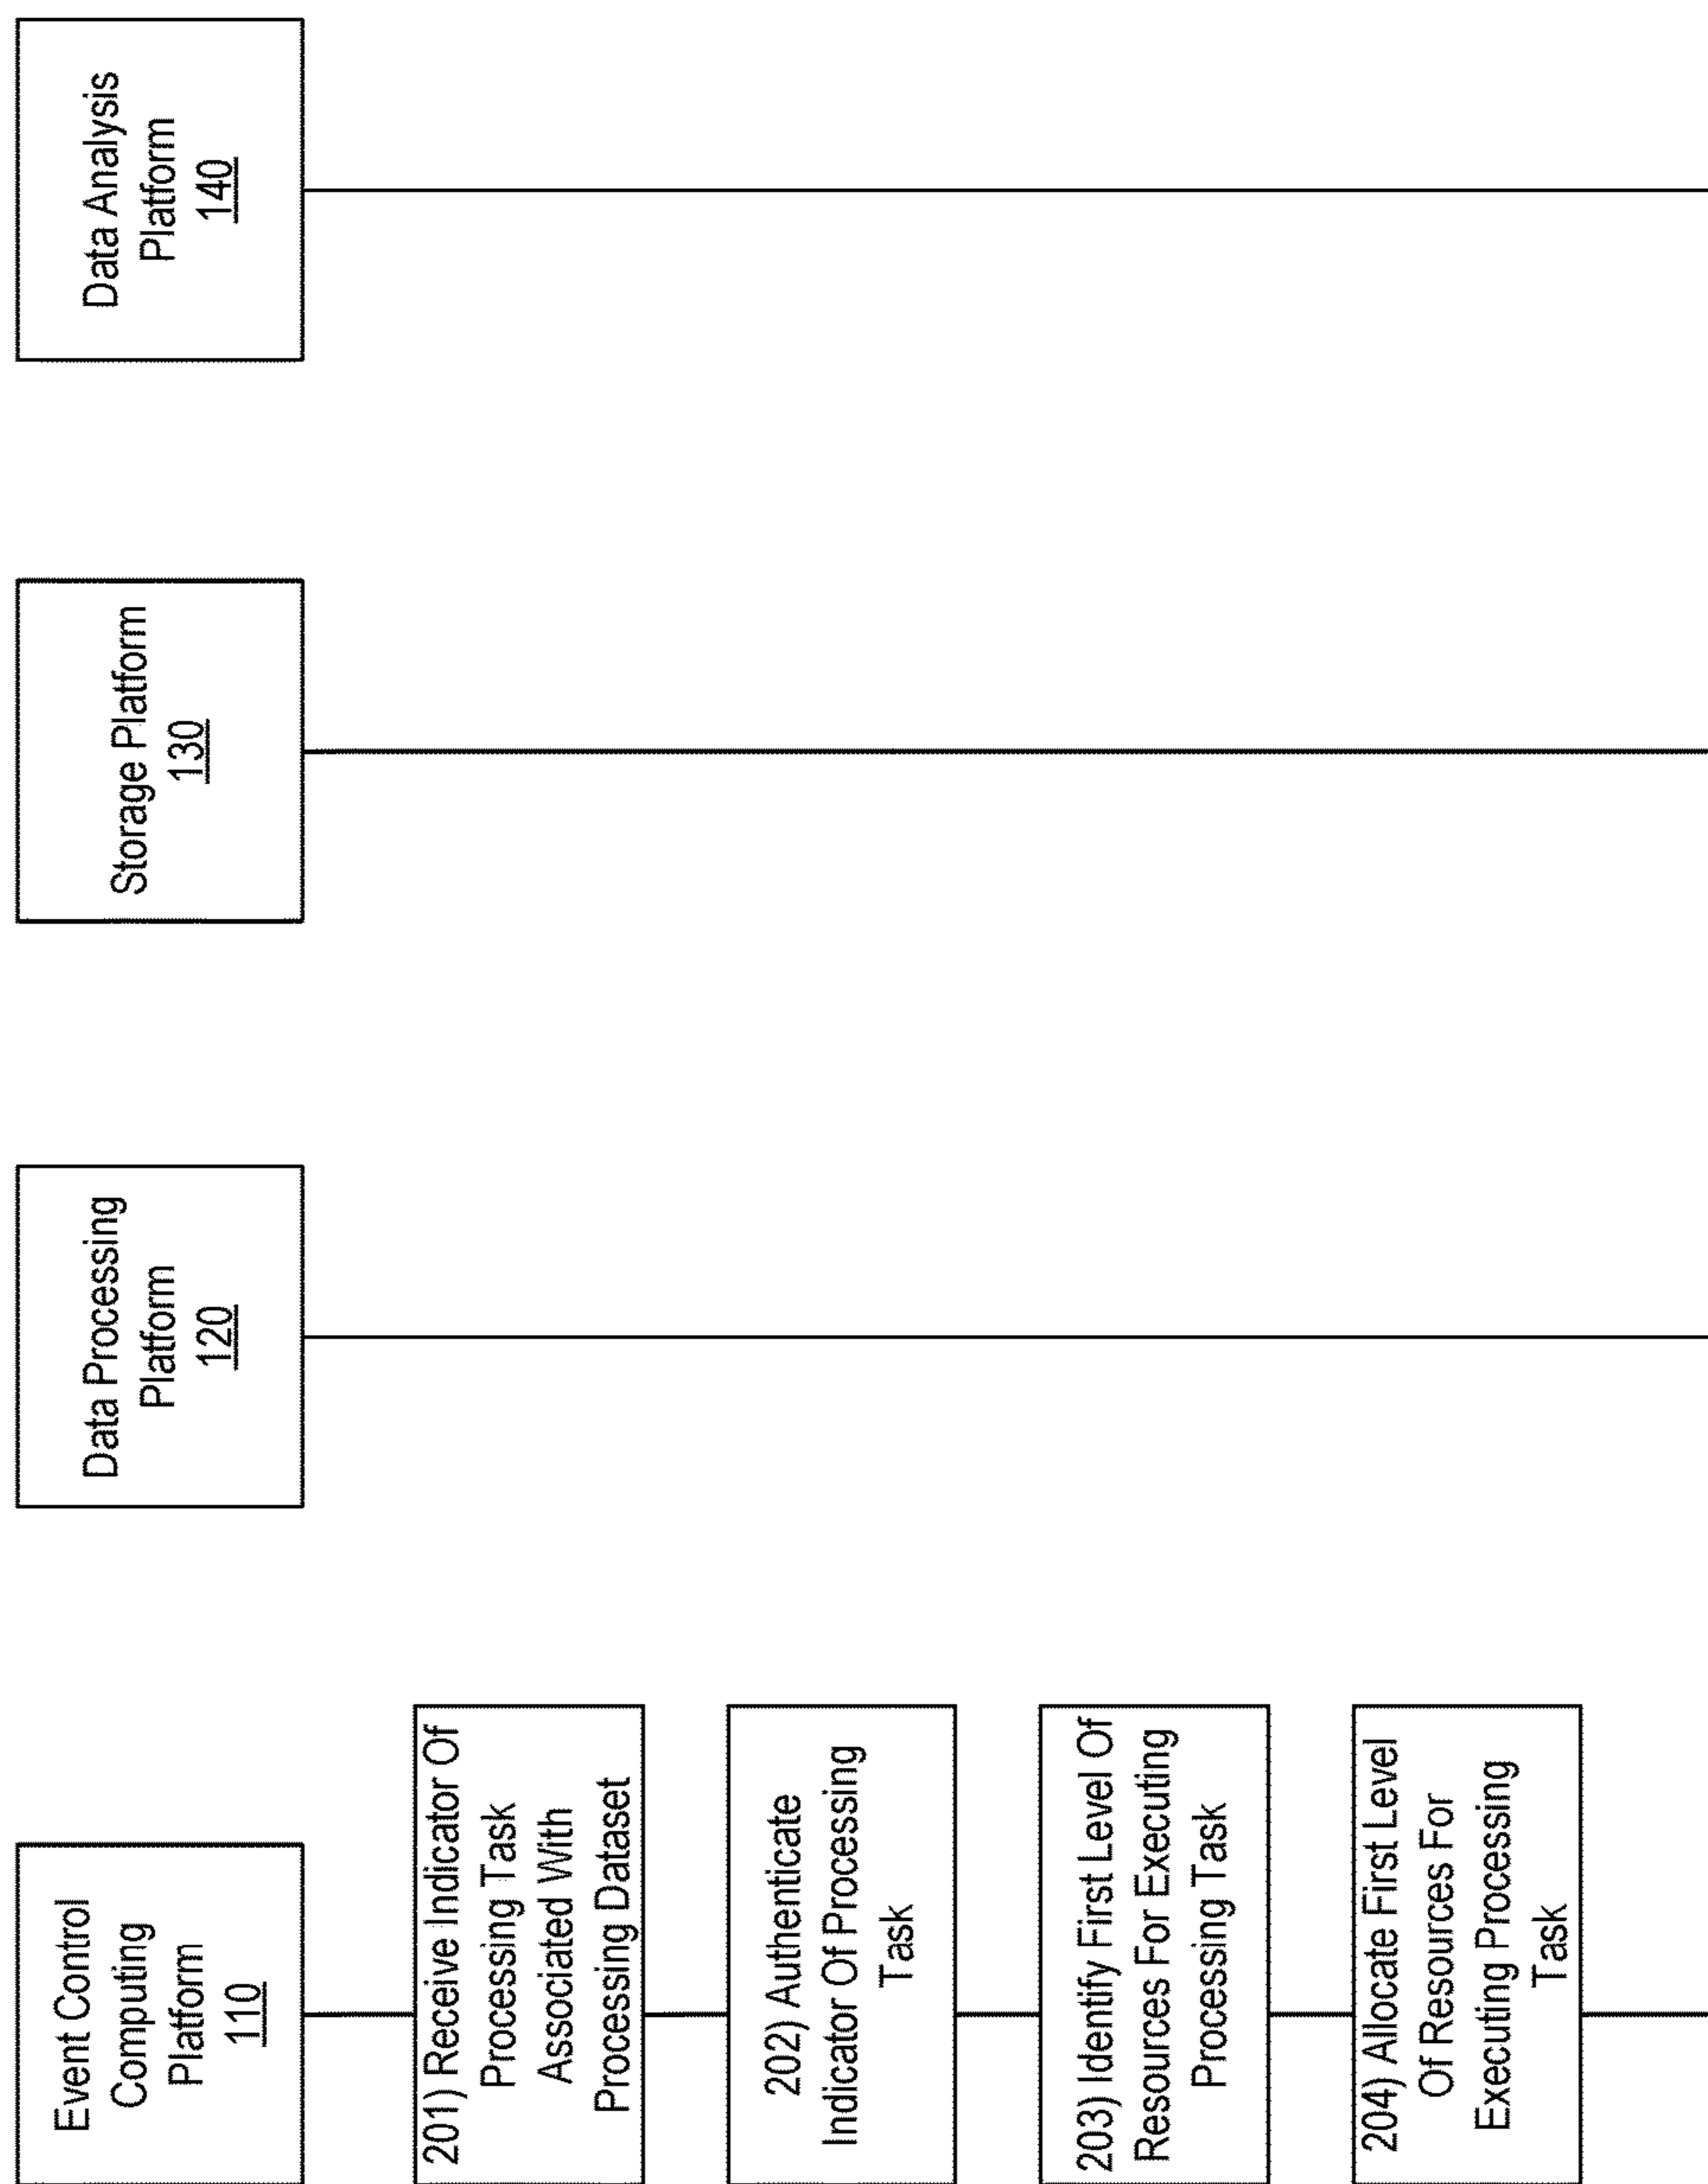 Event Control
Computing
Platform
110
Data Processing
Platform
120
Storage Platform
130
Data Analysis
Platform
140
201) Receive Indicator Of
Processing Task
Associated With
Processing Dataset
202) Authenticate
Indicator Of Processing
Task
203) Identify First Level Of
Resources For Executing
Processing Task
204) Allocate First Level
Of Resources For
Executing Processing
Task